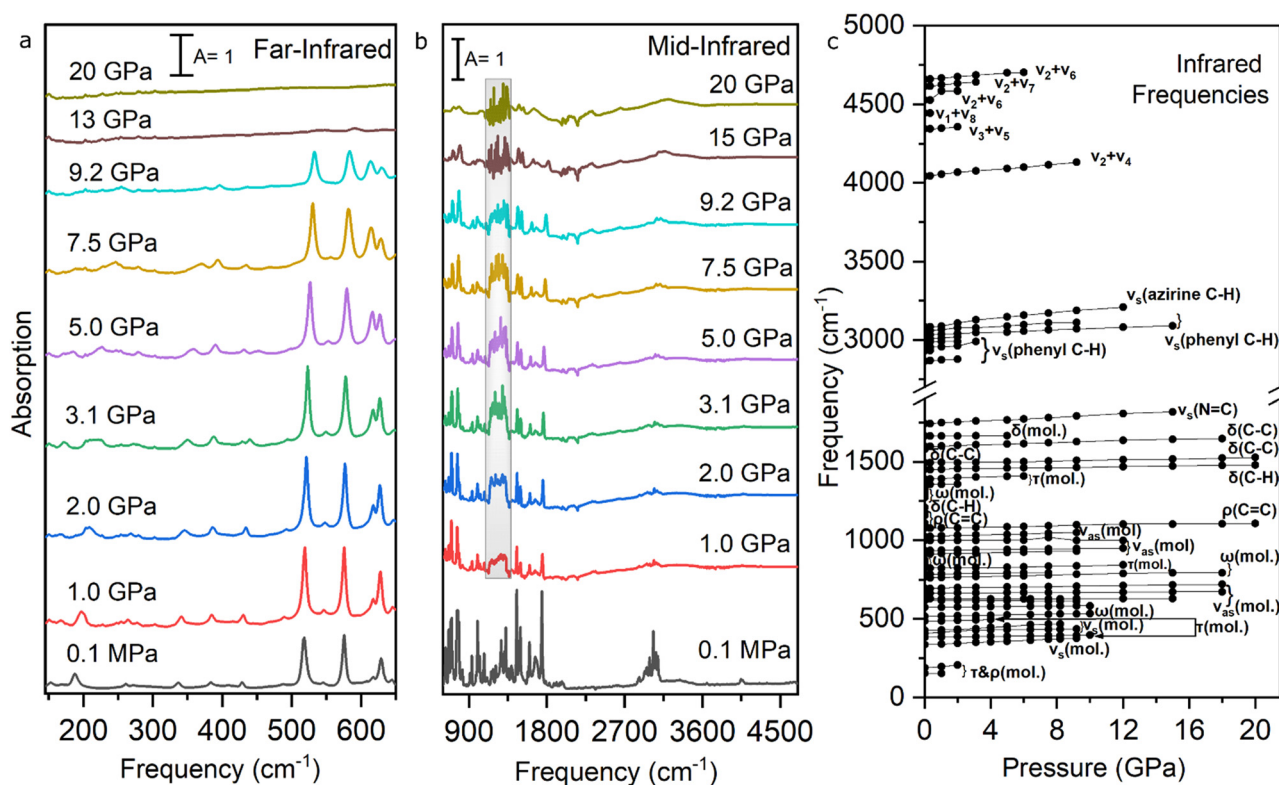 a
A= 1
Far-Infrared
20 GPa
13 GPa
9.2 GPa
7.5 GPa
5.0 GPa
3.1 GPa
2.0 GPa
1.0 GPa
0.1 MPa
Absorption
200 300 400 500 600
Frequency (cm⁻¹)
b
A= 1
Mid-Infrared
20 GPa
15 GPa
9.2 GPa
7.5 GPa
5.0 GPa
3.1 GPa
2.0 GPa
1.0 GPa
0.1 MPa
900 1800 2700 3600 4500
Frequency (cm⁻¹)
c
Infrared
Frequencies
5000
4500
4000
3500
3000
1500
1000
500
0
Frequency (cm⁻¹)
ν₂+ν₆
ν₂+ν₇
ν₂+ν₆
ν₁+ν₈
ν₃+ν₅
ν₂+ν₄
νₛ(azirine C-H)
}
νₛ(phenyl C-H)
}νₛ(phenyl C-H)
νₛ(N=C)
δ(mol.)
δ(C-C)
δ(C-C)
δ(C-C)
δ(C-H)
}τ(mol.)
}ω(mol.)
δ(C-H)
}ρ(C=C)
ρ(C=C)
νₐₛ(mol)
}νₐₛ(mol)
ω(mol.)
τ(mol.)
ω(mol.)
}
}
νₐₛ(mol.)
ω(mol.)
}νₛ(mol.)
τ(mol.)
νₛ(mol.)
} τ&ρ(mol.)
0 4 8 12 16 20
Pressure (GPa)